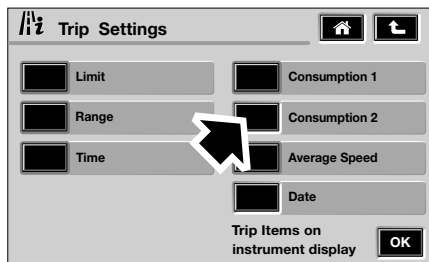 i Trip Settings
Limit
Range
Time
Consumption 1
Consumption 2
Average Speed
Date
Trip Items on
instrument display
OK